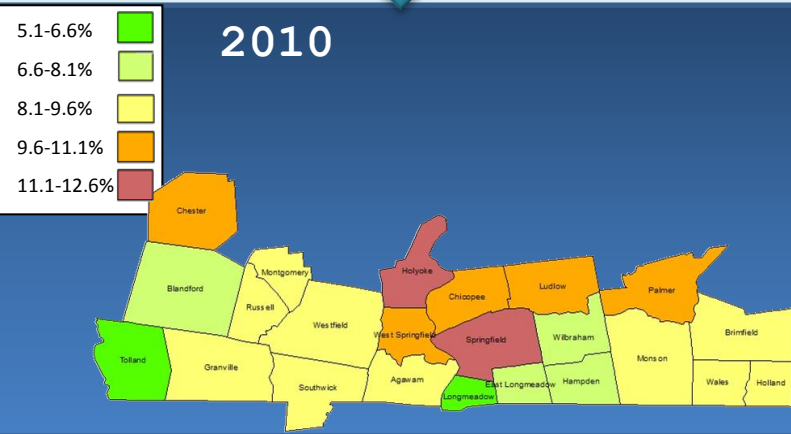 5.1-6.6%
6.6-8.1%
8.1-9.6%
9.6-11.1%
11.1-12.6%
2010
Chester
Blandford
Montgomery
Russell
Westfield
Tolland
Granville
Southwick
Holyoke
Chicopee
Ludlow
Palmer
West Springfield
Springfield
Wilbraham
Agawam
Longmeadow
East Longmeadow
Hampden
Monson
Brimfield
Wales
Holland